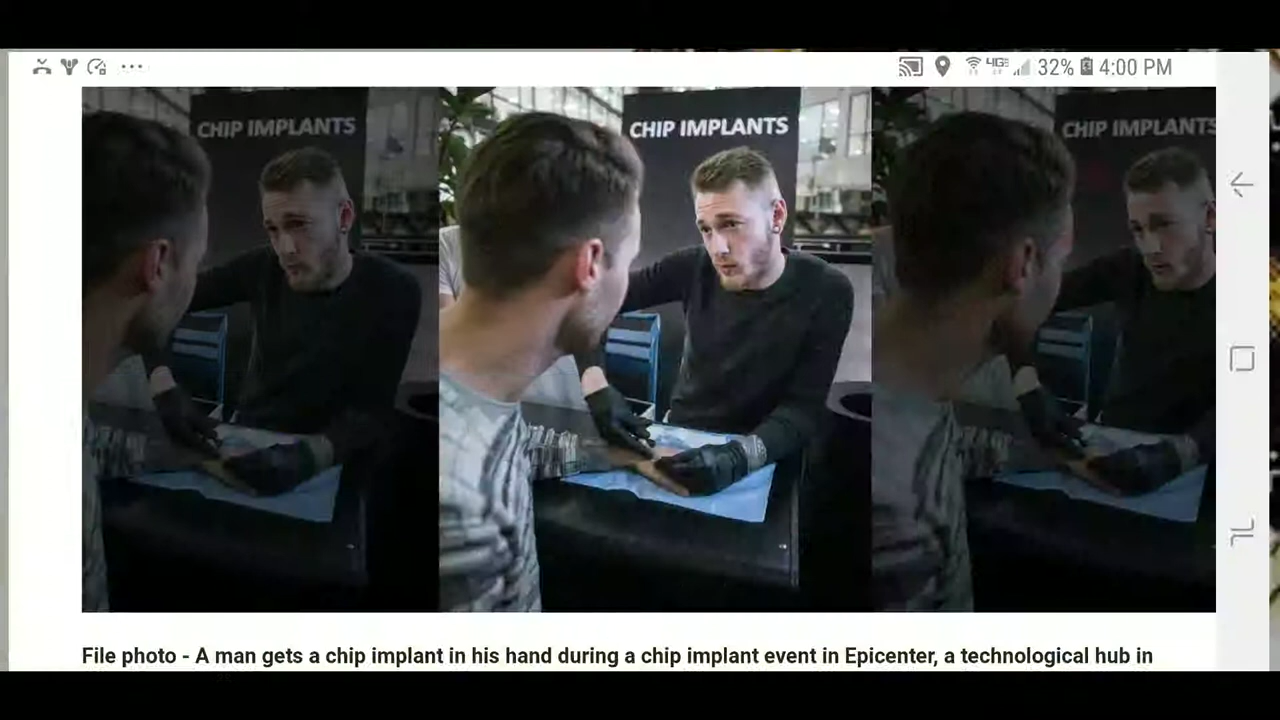 4GE 32% 4:00 PM
CHIP IMPLANTS CHIP IMPLANTS CHIP IMPLANTS
File photo - A man gets a chip implant in his hand during a chip implant event in Epicenter, a technological hub in